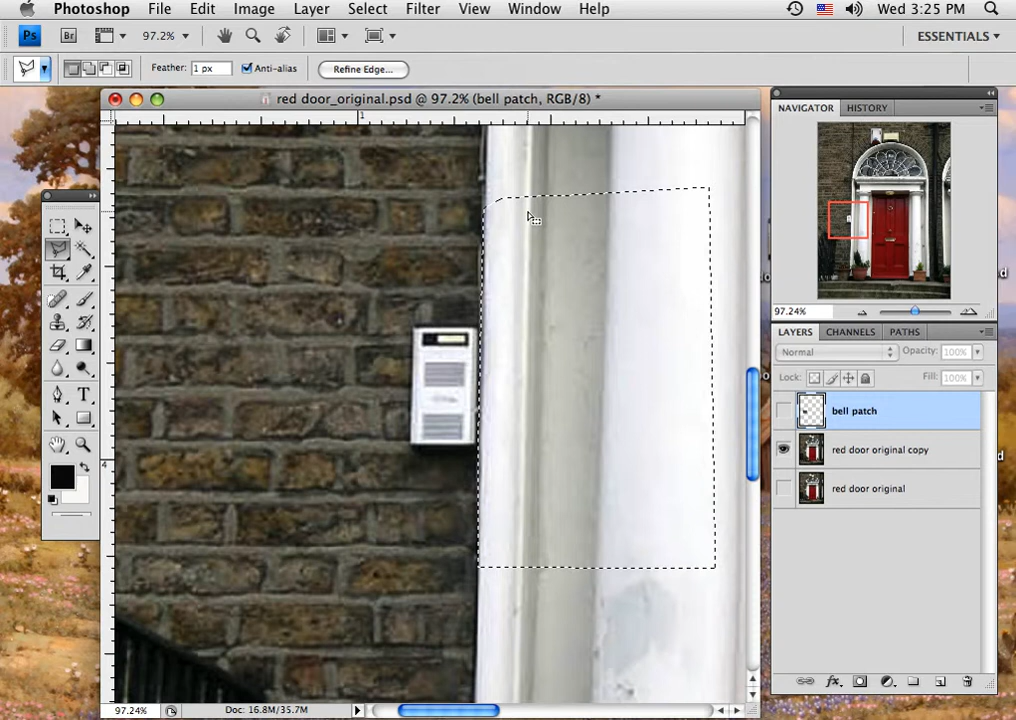 Photoshop File Edit Image Layer Select Filter View Window Help Wed 3:25 PM
Ps Br 97.2% ESSENTIALS
Feather: 1 px Anti-alias Refine Edge...
red door_original.psd @ 97.2% (bell patch, RGB/8) *
NAVIGATOR HISTORY
1
4
T
97.24%
LAYERS CHANNELS PATHS
Normal Opacity: 100%
Lock: Fill: 100%
bell patch
red door original copy
red door original
fx
97.24% Doc: 16.8M/35.7M